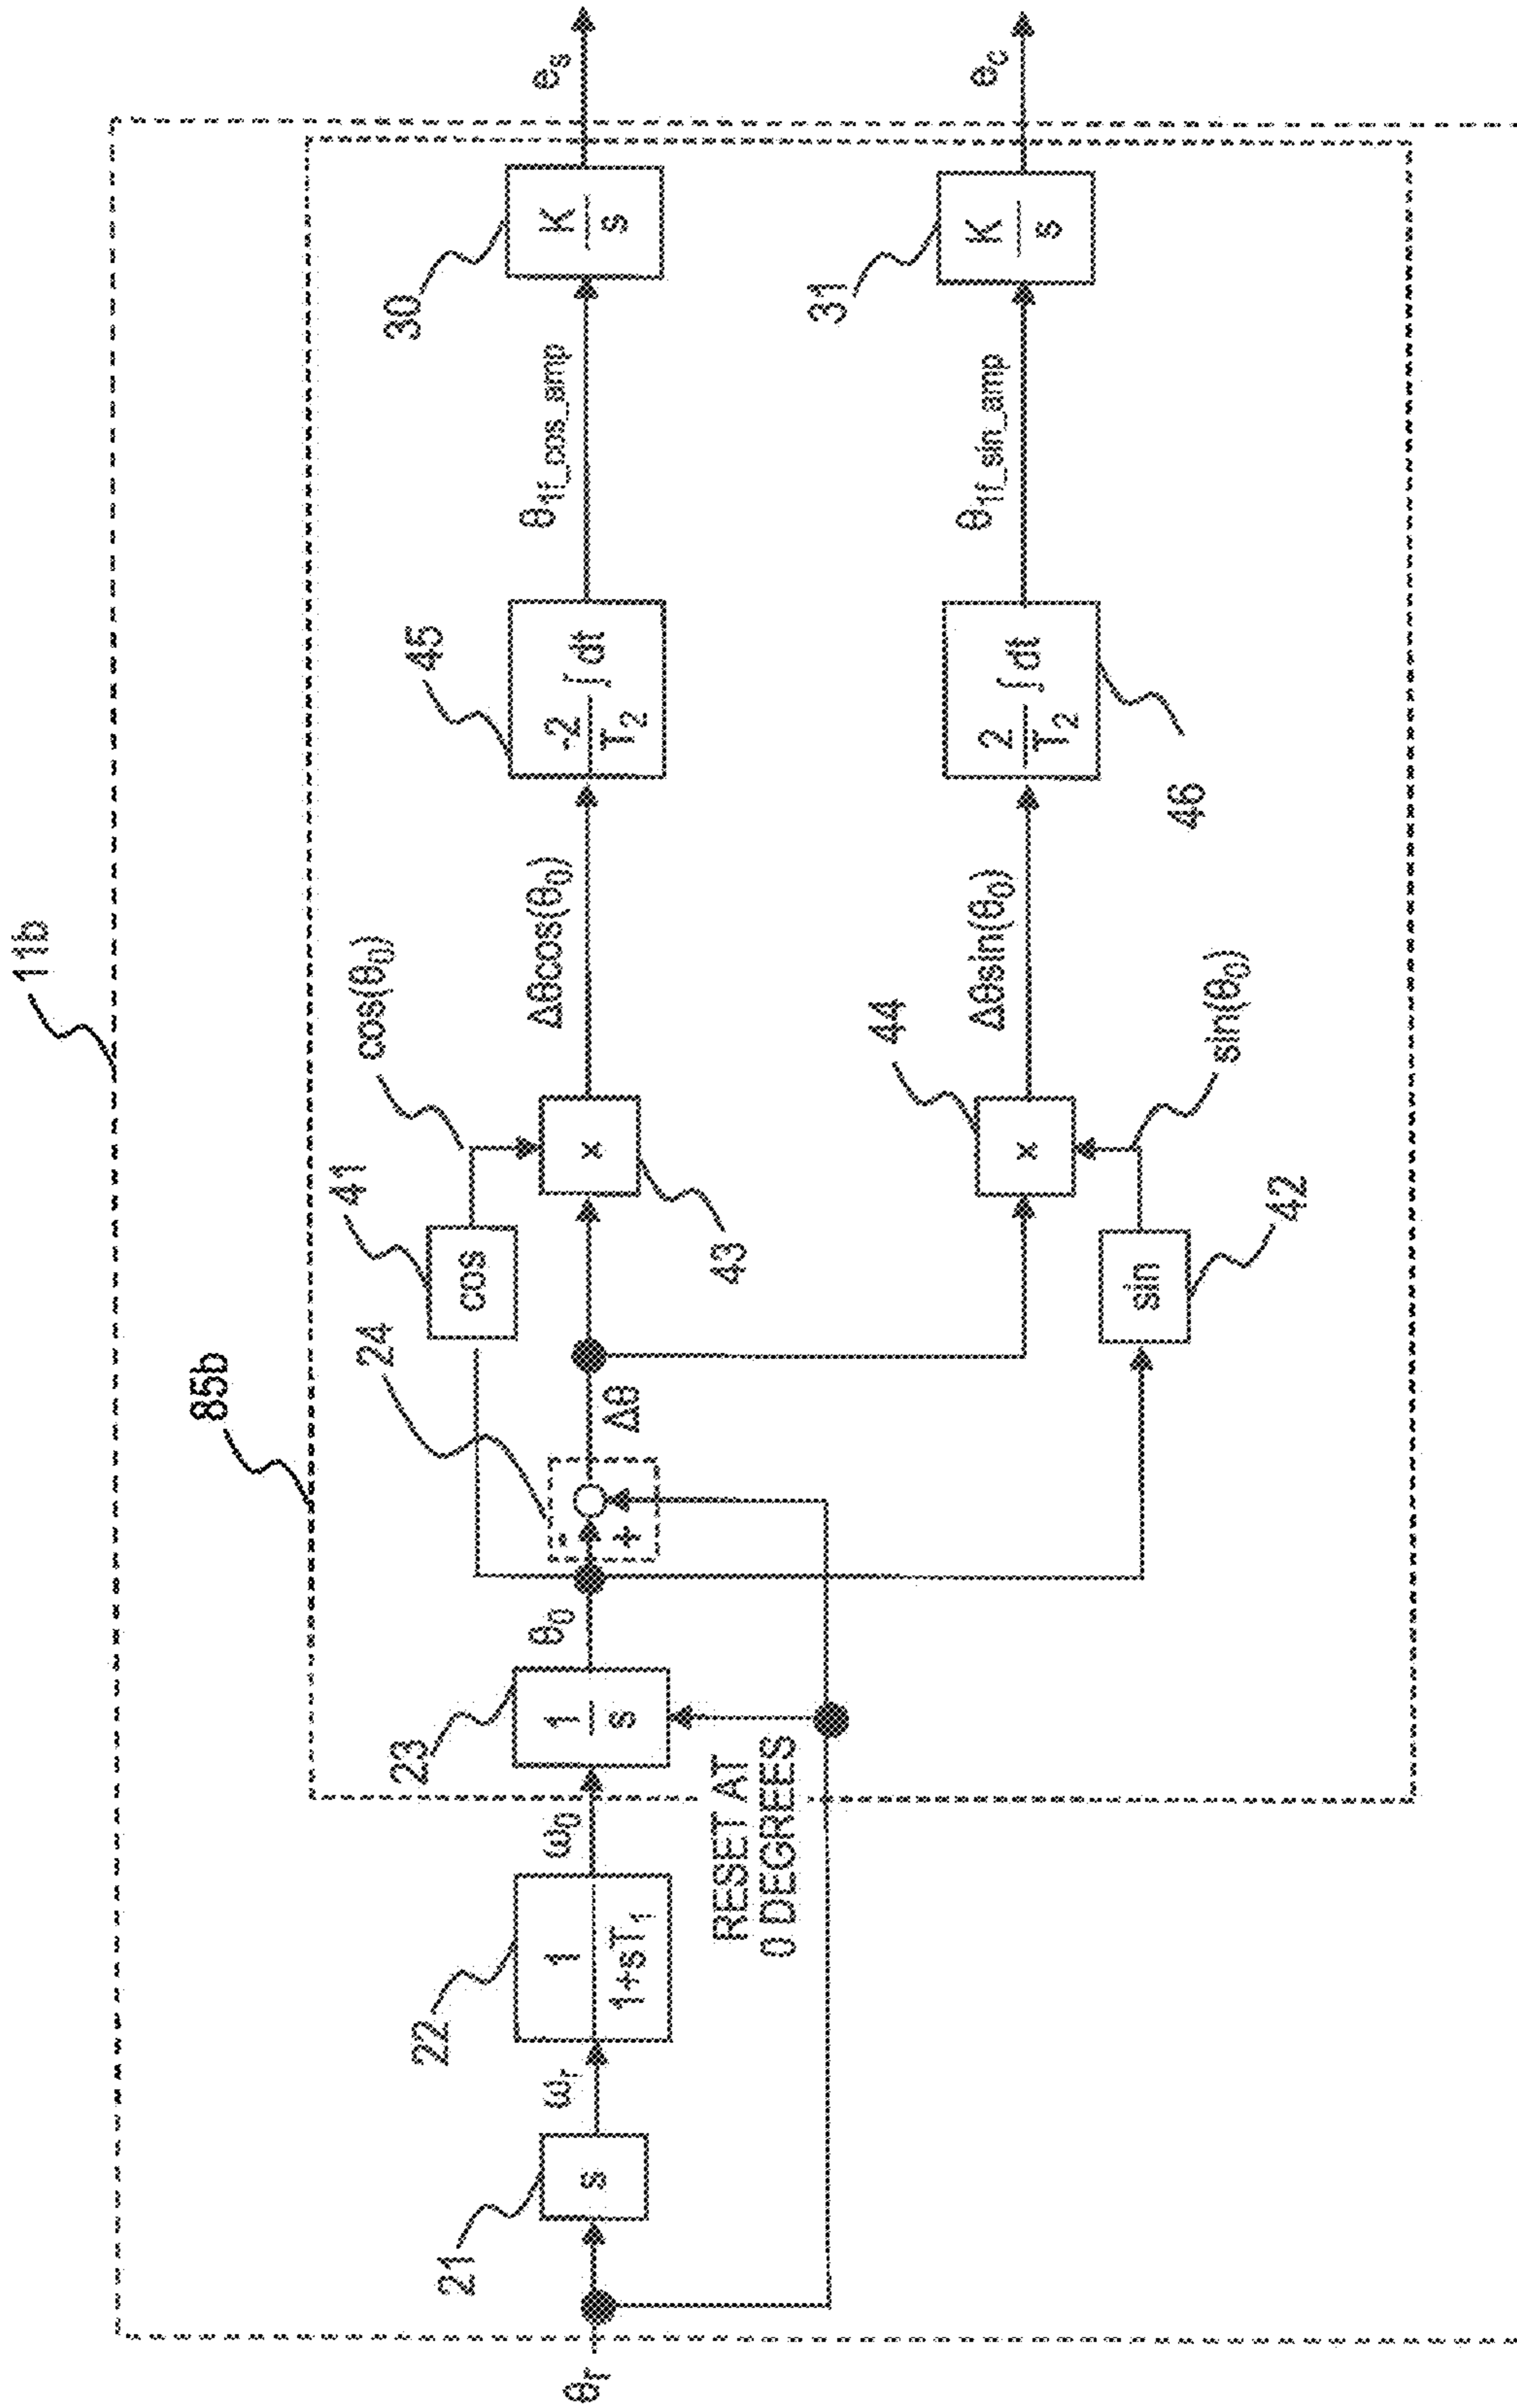 11b
85b
θr
21
s
ωr
22
1
1+sT1
ω0
23
1
s
RESET AT
0 DEGREES
θ0
24
-
+
Δθ
41
cos
cos(θ0)
43
x
Δθcos(θ0)
45
-2
T2
∫dt
θ1f_cos_amp
30
K
s
es
42
sin
sin(θ0)
44
x
Δθsin(θ0)
46
2
T2
∫dt
θ1f_sin_amp
31
K
s
ec